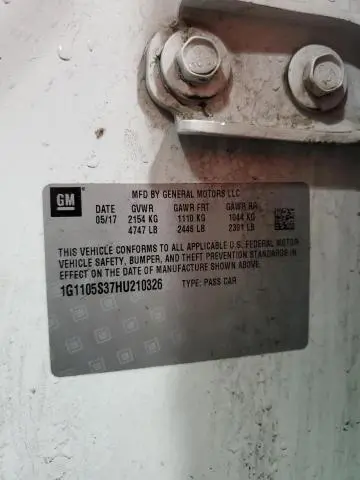 GM
MFD BY GENERAL MOTORS LLC
DATE GVWR GAWR FRT GAWR RR
05/17 2154 KG 1110 KG 1044 KG
4747 LB 2446 LB 2301 LB
THIS VEHICLE CONFORMS TO ALL APPLICABLE U.S. FEDERAL MOTOR
VEHICLE SAFETY, BUMPER, AND THEFT PREVENTION STANDARDS IN
EFFECT ON THE DATE OF MANUFACTURE SHOWN ABOVE.
1G1105S37HU210326 TYPE: PASS CAR